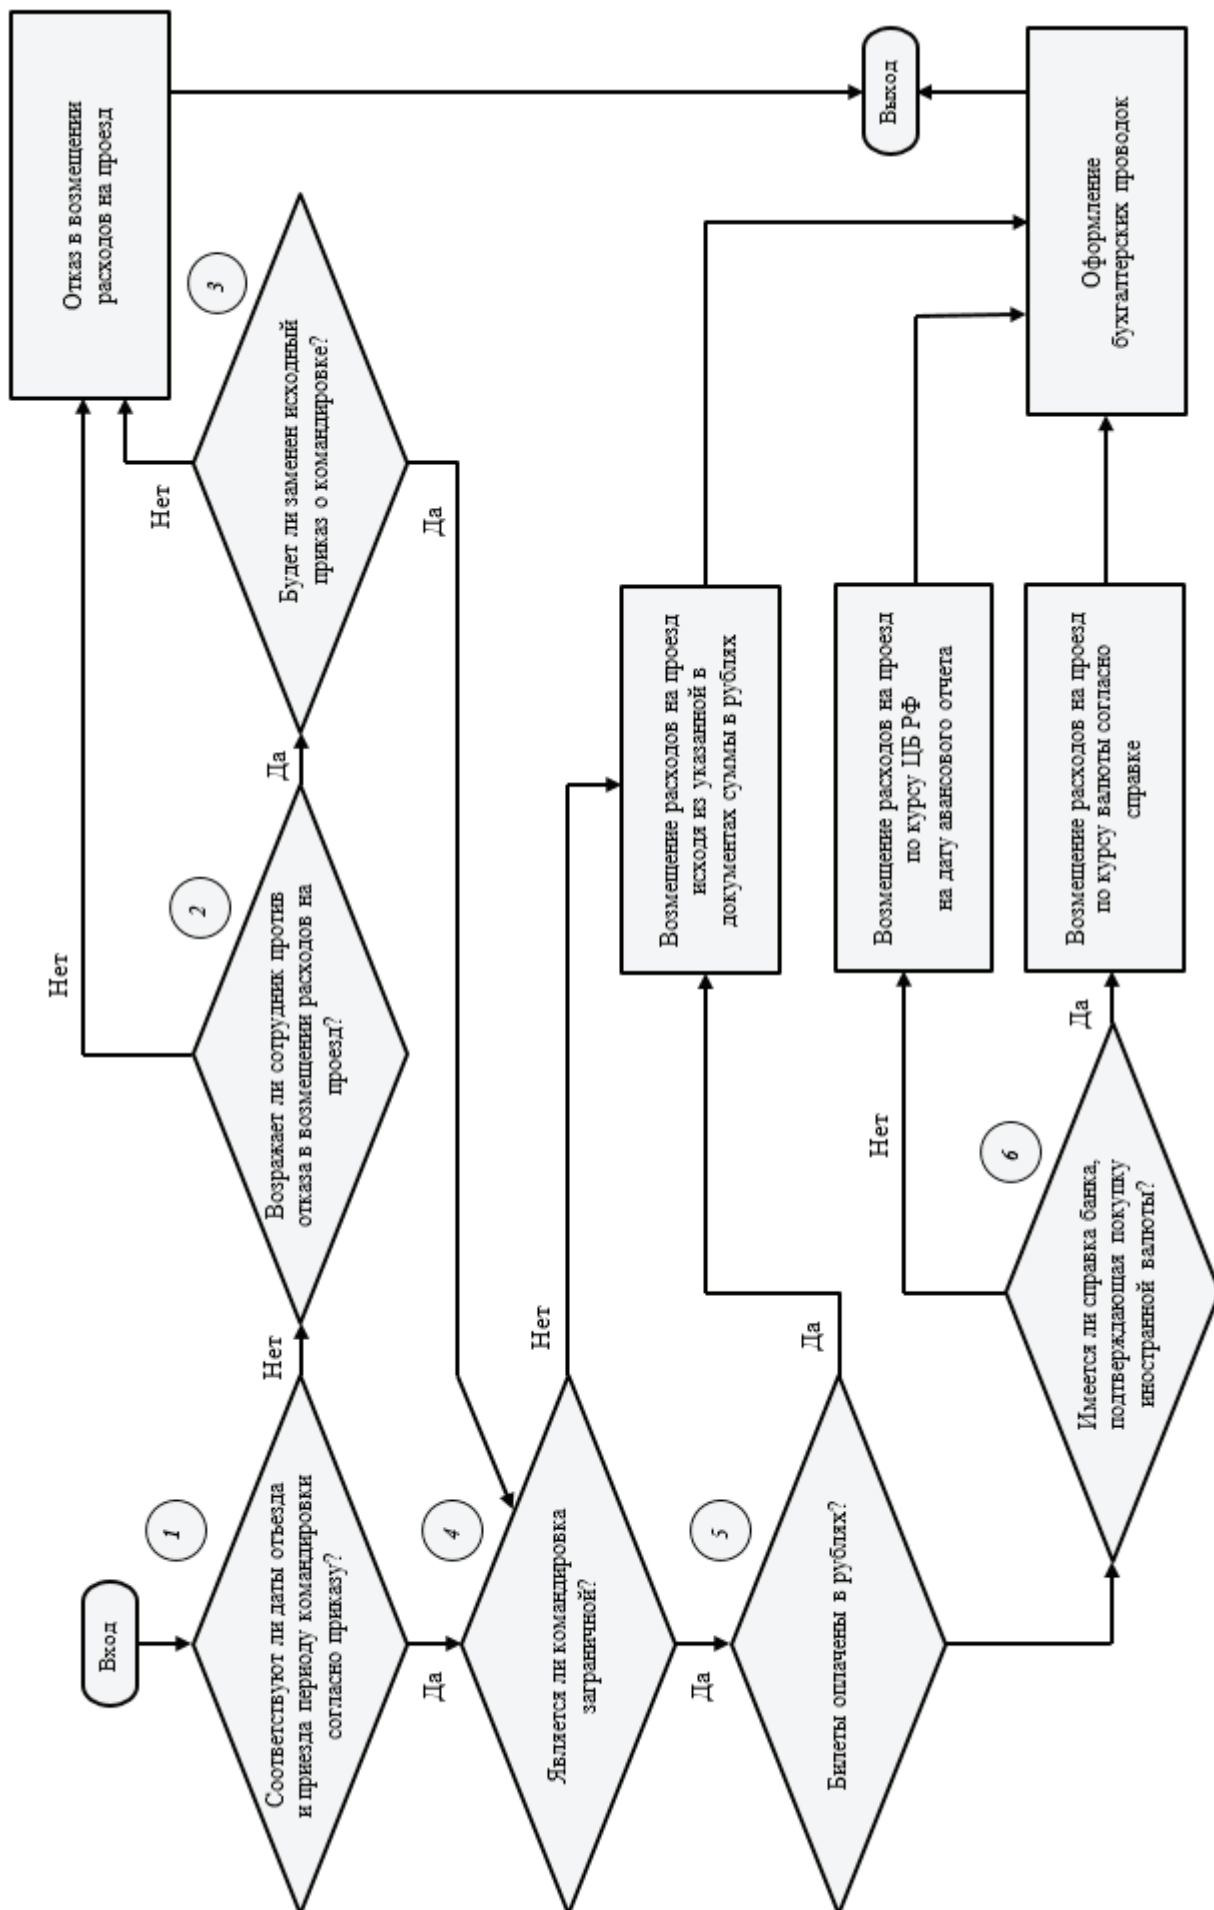 Вход
1
Соответствуют ли даты отъезда
и приезда периоду командировки
согласно приказу?
Нет
Да
2
Возражает ли сотрудник против
отказа в возмещении расходов на
проезд?
Нет
Да
3
Будет ли заменен исходный
приказ о командировке?
Нет
Да
Отказ в возмещении
расходов на проезд
4
Является ли командировка
заграничной?
Нет
Да
5
Билеты оплачены в рублях?
Да
Возмещение расходов на проезд
исходя из указанной в
документах суммы в рублях
6
Имеется ли справка банка,
подтверждающая покупку
иностранной валюты?
Нет
Да
Возмещение расходов на проезд
по курсу ЦБ РФ
на дату авансового отчета
Возмещение расходов на проезд
по курсу валюты согласно
справке
Выход
Оформление
бухгалтерских проводок